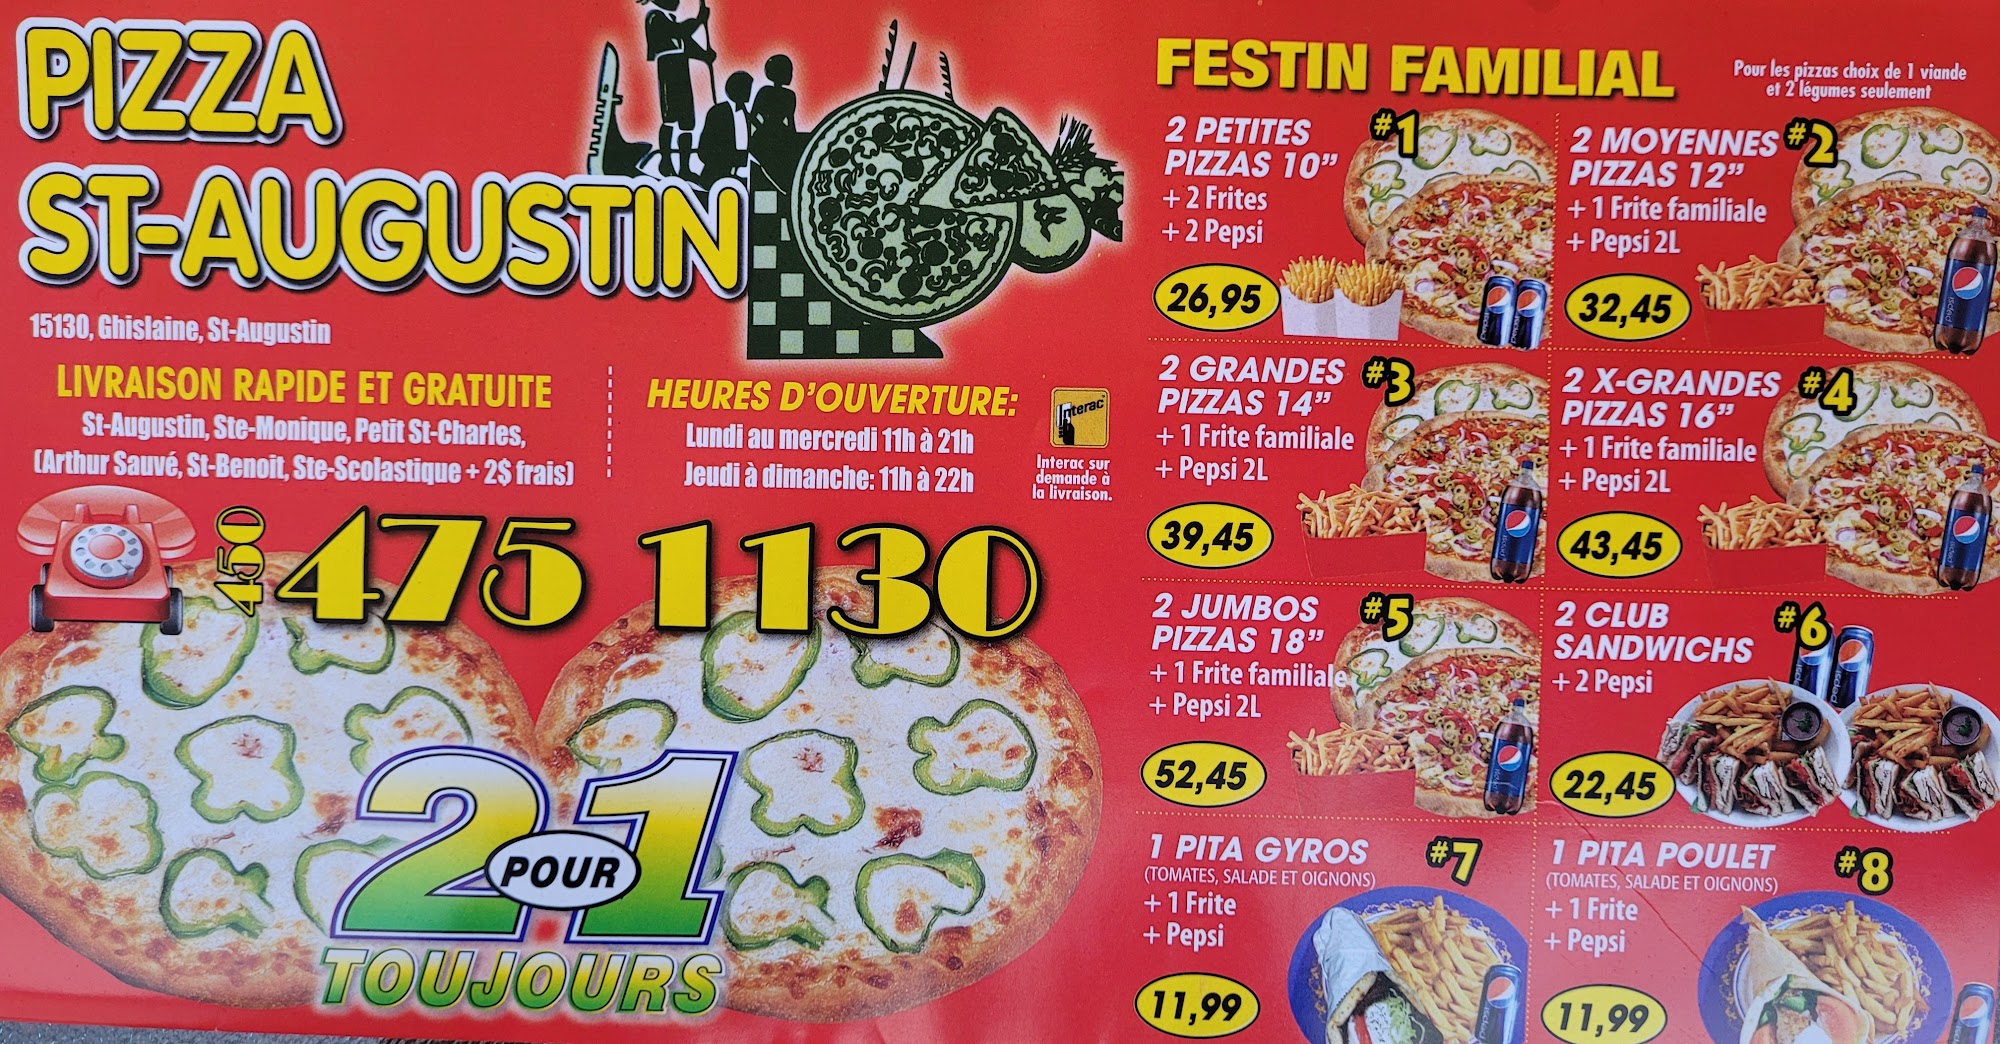 PIZZA
ST-AUGUSTIN
15130, Ghislaine, St-Augustin
LIVRAISON RAPIDE ET GRATUITE
St-Augustin, Ste-Monique, Petit St-Charles,
(Arthur Sauvé, St-Benoit, Ste-Scolastique + 2$ frais)
HEURES D'OUVERTURE:
Lundi au mercredi 11h à 21h
Jeudi à dimanche: 11h à 22h
Interac
Interac sur
demande à
la livraison.
450 475 1130
2 POUR 1
TOUJOURS
FESTIN FAMILIAL
Pour les pizzas choix de 1 viande
et 2 légumes seulement
#1
2 PETITES
PIZZAS 10"
+ 2 Frites
+ 2 Pepsi
26,95
#2
2 MOYENNES
PIZZAS 12"
+ 1 Frite familiale
+ Pepsi 2L
32,45
pepsi
#3
2 GRANDES
PIZZAS 14"
+ 1 Frite familiale
+ Pepsi 2L
39,45
pepsi
#4
2 X-GRANDES
PIZZAS 16"
+ 1 Frite familiale
+ Pepsi 2L
43,45
pepsi
#5
2 JUMBOS
PIZZAS 18"
+ 1 Frite familiale
+ Pepsi 2L
52,45
pepsi
#6
2 CLUB
SANDWICHS
+ 2 Pepsi
22,45
pepsi
pepsi
#7
1 PITA GYROS
(TOMATES, SALADE ET OIGNONS)
+ 1 Frite
+ Pepsi
11,99
#8
1 PITA POULET
(TOMATES, SALADE ET OIGNONS)
+ 1 Frite
+ Pepsi
11,99